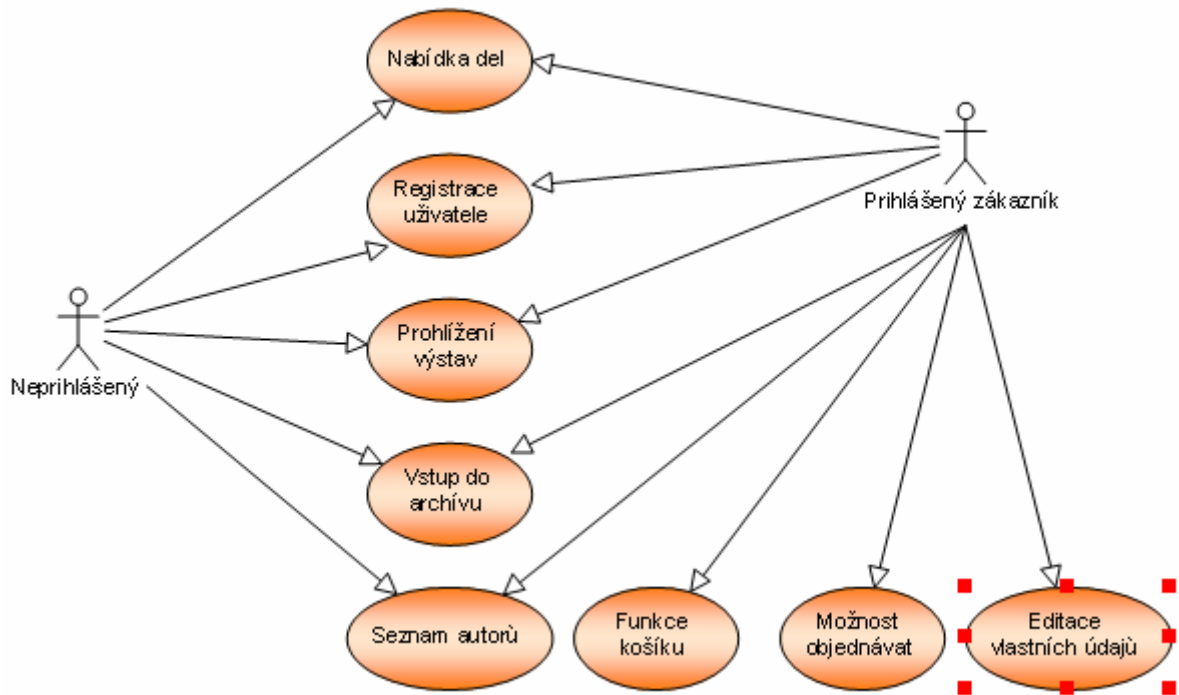 Nabídka del
Registrace
uživatele
Prihlášený zákazník
Prohlížení
výstav
Neprihlášený
Vstup do
archívu
Seznam autorù
Funkce
košíku
Možnost
objednávat
Editace
vlastních údajù